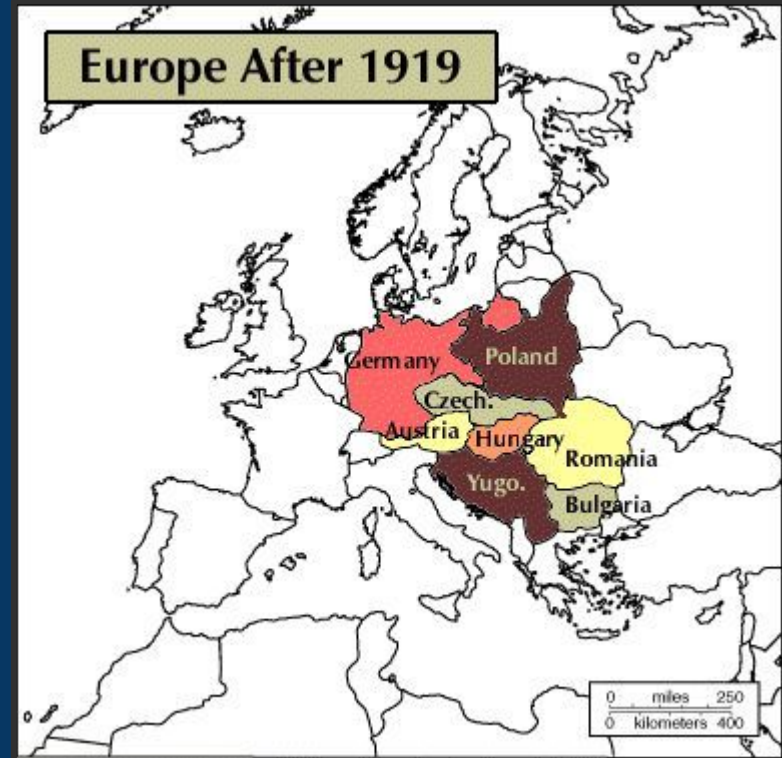 Europe After 1919
Germany
Poland
Czech.
Austria
Hungary
Romania
Yugo.
Bulgaria
0 miles 250
0 kilometers 400